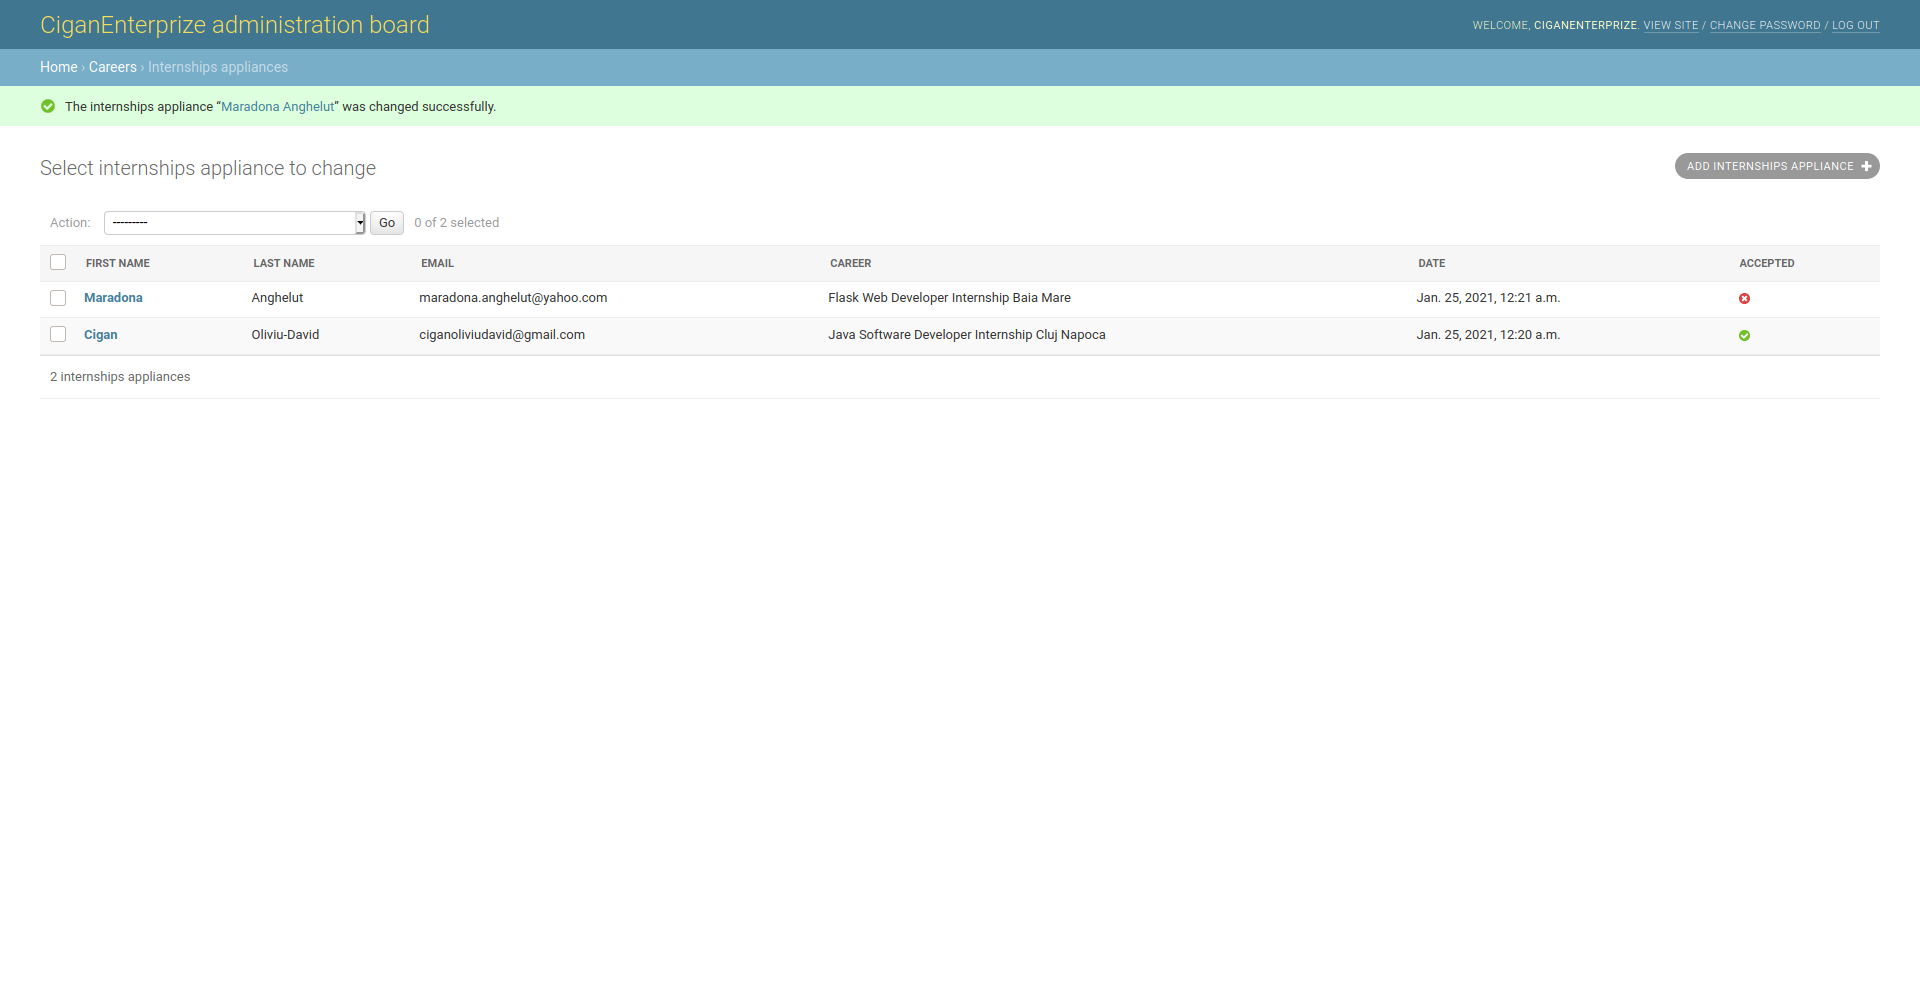 CiganEnterprize administration board
WELCOME, CIGANENTERPRIZE. VIEW SITE / CHANGE PASSWORD / LOG OUT
Home › Careers › Internships appliances
The internships appliance “Maradona Anghelut” was changed successfully.
Select internships appliance to change
ADD INTERNSHIPS APPLIANCE
Action: --------- Go 0 of 2 selected
FIRST NAME LAST NAME EMAIL CAREER DATE ACCEPTED
Maradona Anghelut maradona.anghelut@yahoo.com Flask Web Developer Internship Baia Mare Jan. 25, 2021, 12:21 a.m.
Cigan Oliviu-David ciganoliviudavid@gmail.com Java Software Developer Internship Cluj Napoca Jan. 25, 2021, 12:20 a.m.
2 internships appliances